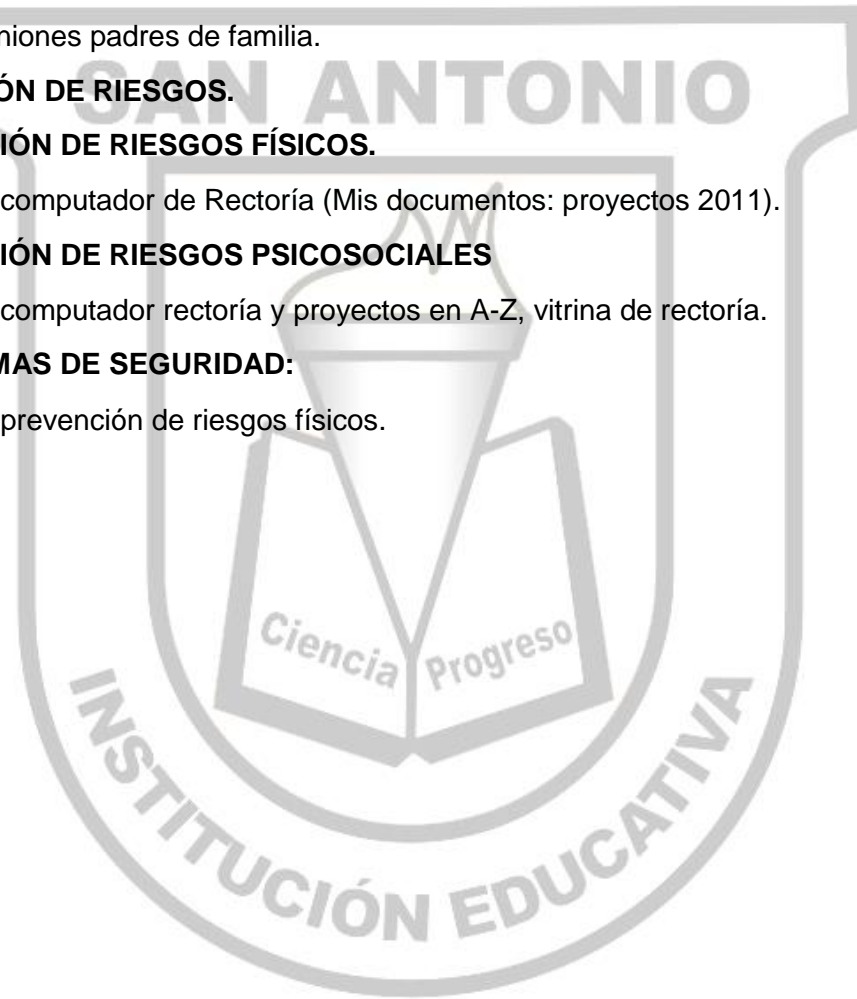 niones padres de familia.
SAN ANTONIO
ÓN DE RIESGOS.
IÓN DE RIESGOS FÍSICOS.
computador de Rectoría (Mis documentos: proyectos 2011).
IÓN DE RIESGOS PSICOSOCIALES
computador rectoría y proyectos en A-Z, vitrina de rectoría.
MAS DE SEGURIDAD:
prevención de riesgos físicos.
Ciencia Progreso
INSTITUCIÓN EDUCATIVA